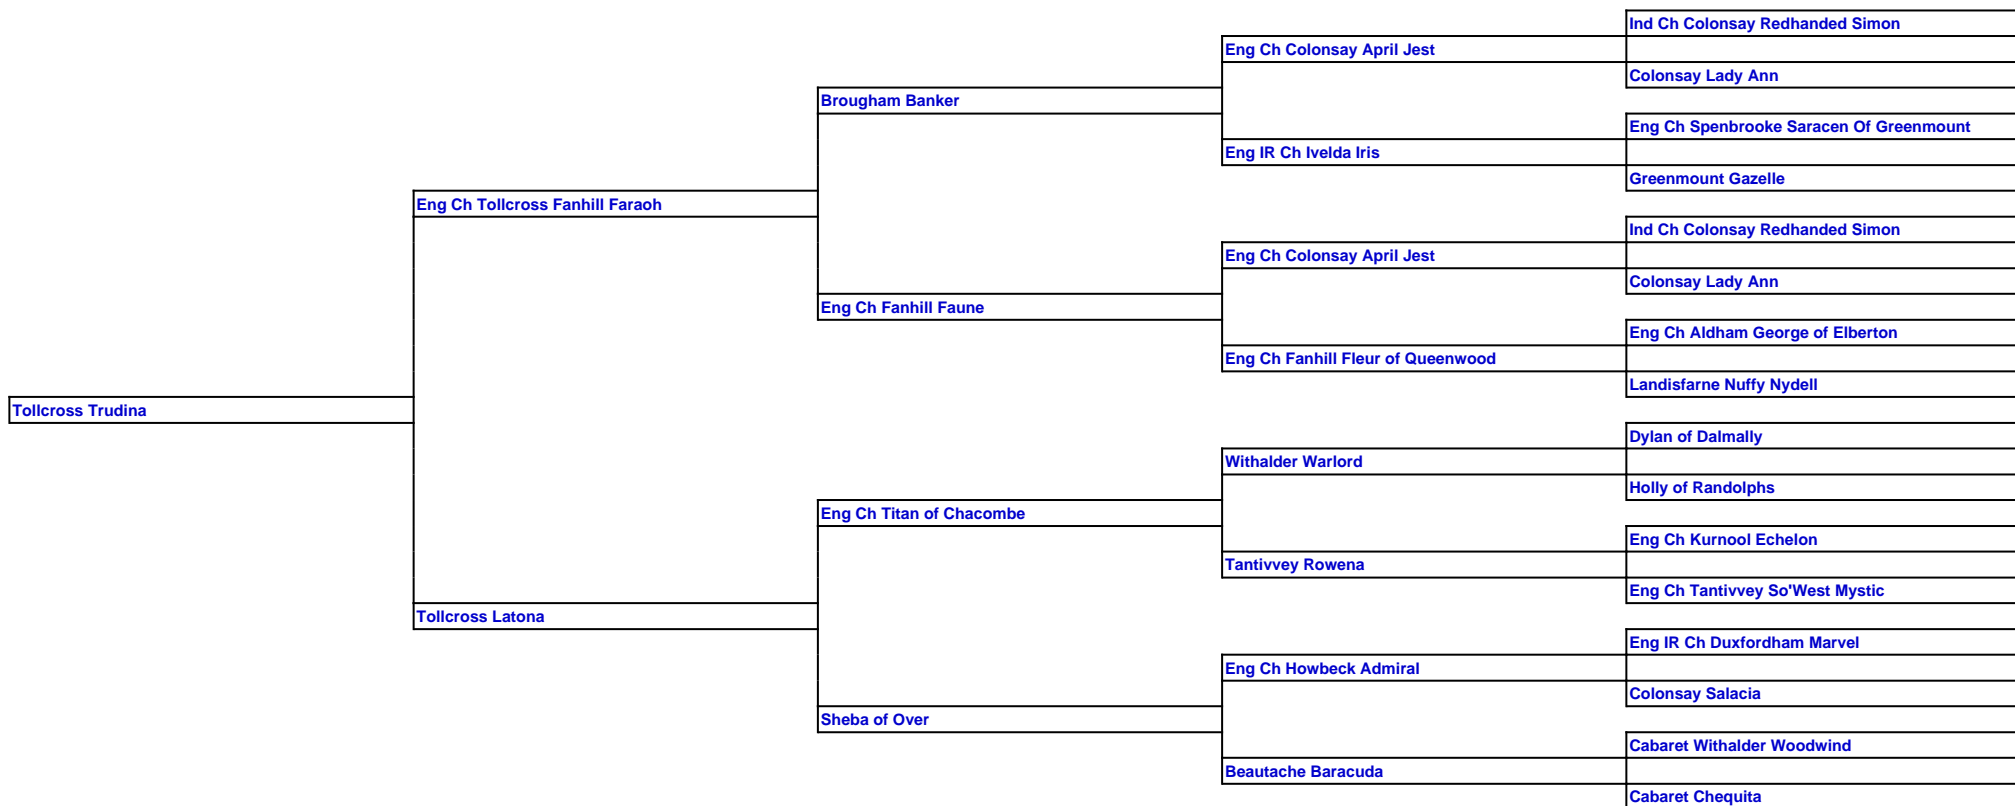 Ind Ch Colonsay Redhanded Simon
Eng Ch Colonsay April Jest
Colonsay Lady Ann
Brougham Banker
Eng Ch Spenbrooke Saracen Of Greenmount
Eng IR Ch Ivelda Iris
Greenmount Gazelle
Eng Ch Tollcross Fanhill Faraoh
Ind Ch Colonsay Redhanded Simon
Eng Ch Colonsay April Jest
Colonsay Lady Ann
Eng Ch Fanhill Faune
Eng Ch Aldham George of Elberton
Eng Ch Fanhill Fleur of Queenwood
Landisfarne Nuffy Nydell
Tollcross Trudina
Dylan of Dalmally
Withalder Warlord
Holly of Randolphs
Eng Ch Titan of Chacombe
Eng Ch Kurnool Echelon
Tantivvey Rowena
Eng Ch Tantivvey So'West Mystic
Tollcross Latona
Eng IR Ch Duxfordham Marvel
Eng Ch Howbeck Admiral
Colonsay Salacia
Sheba of Over
Cabaret Withalder Woodwind
Beautache Baracuda
Cabaret Chequita